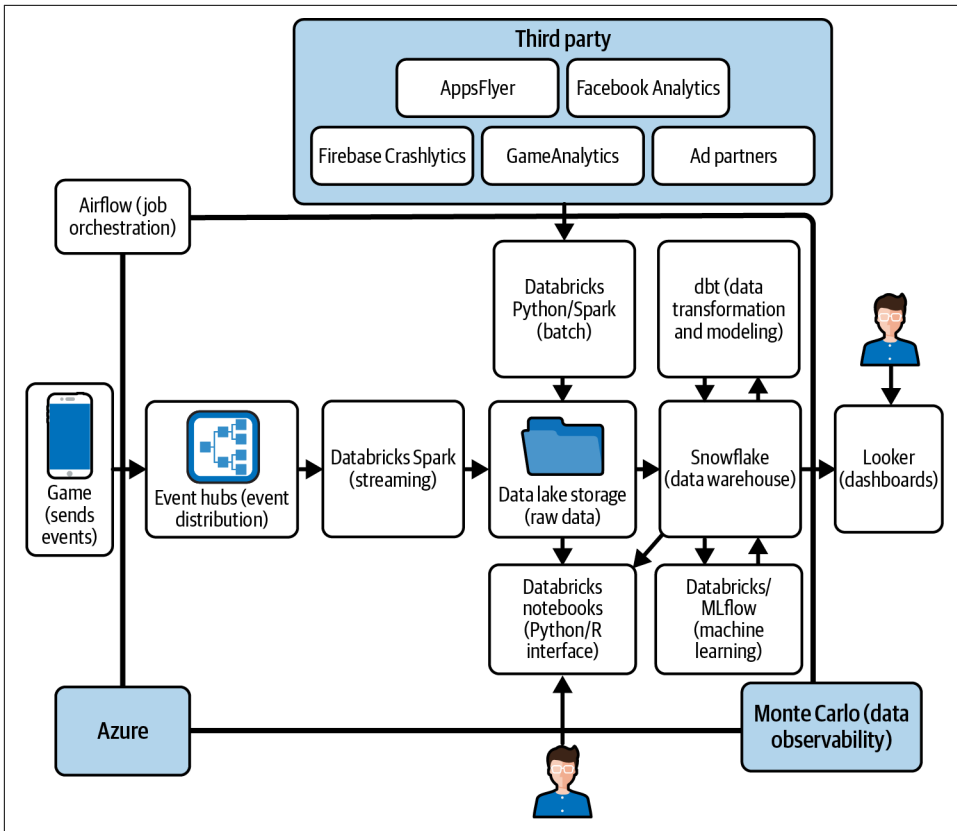 Third party
AppsFlyer
Facebook Analytics
Firebase Crashlytics
GameAnalytics
Ad partners
Airflow (job
orchestration)
Databricks
Python/Spark
(batch)
dbt (data
transformation
and modeling)
Game
(sends
events)
Event hubs (event
distribution)
Databricks Spark
(streaming)
Data lake storage
(raw data)
Snowflake
(data warehouse)
Looker
(dashboards)
Databricks
notebooks
(Python/R
interface)
Databricks/
MLflow
(machine
learning)
Azure
Monte Carlo (data
observability)